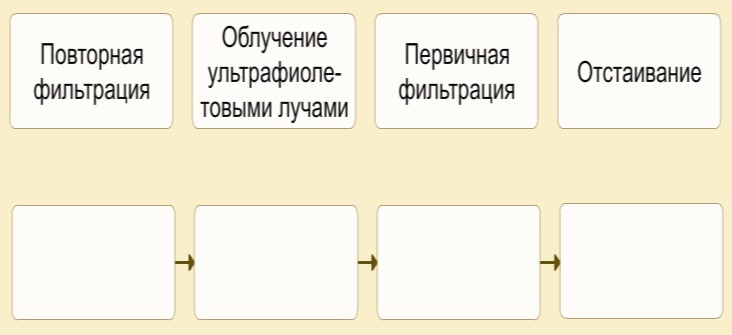 Повторная
фильтрация
Облучение
ультрафиоле-
товыми лучами
Первичная
фильтрация
Отстаивание